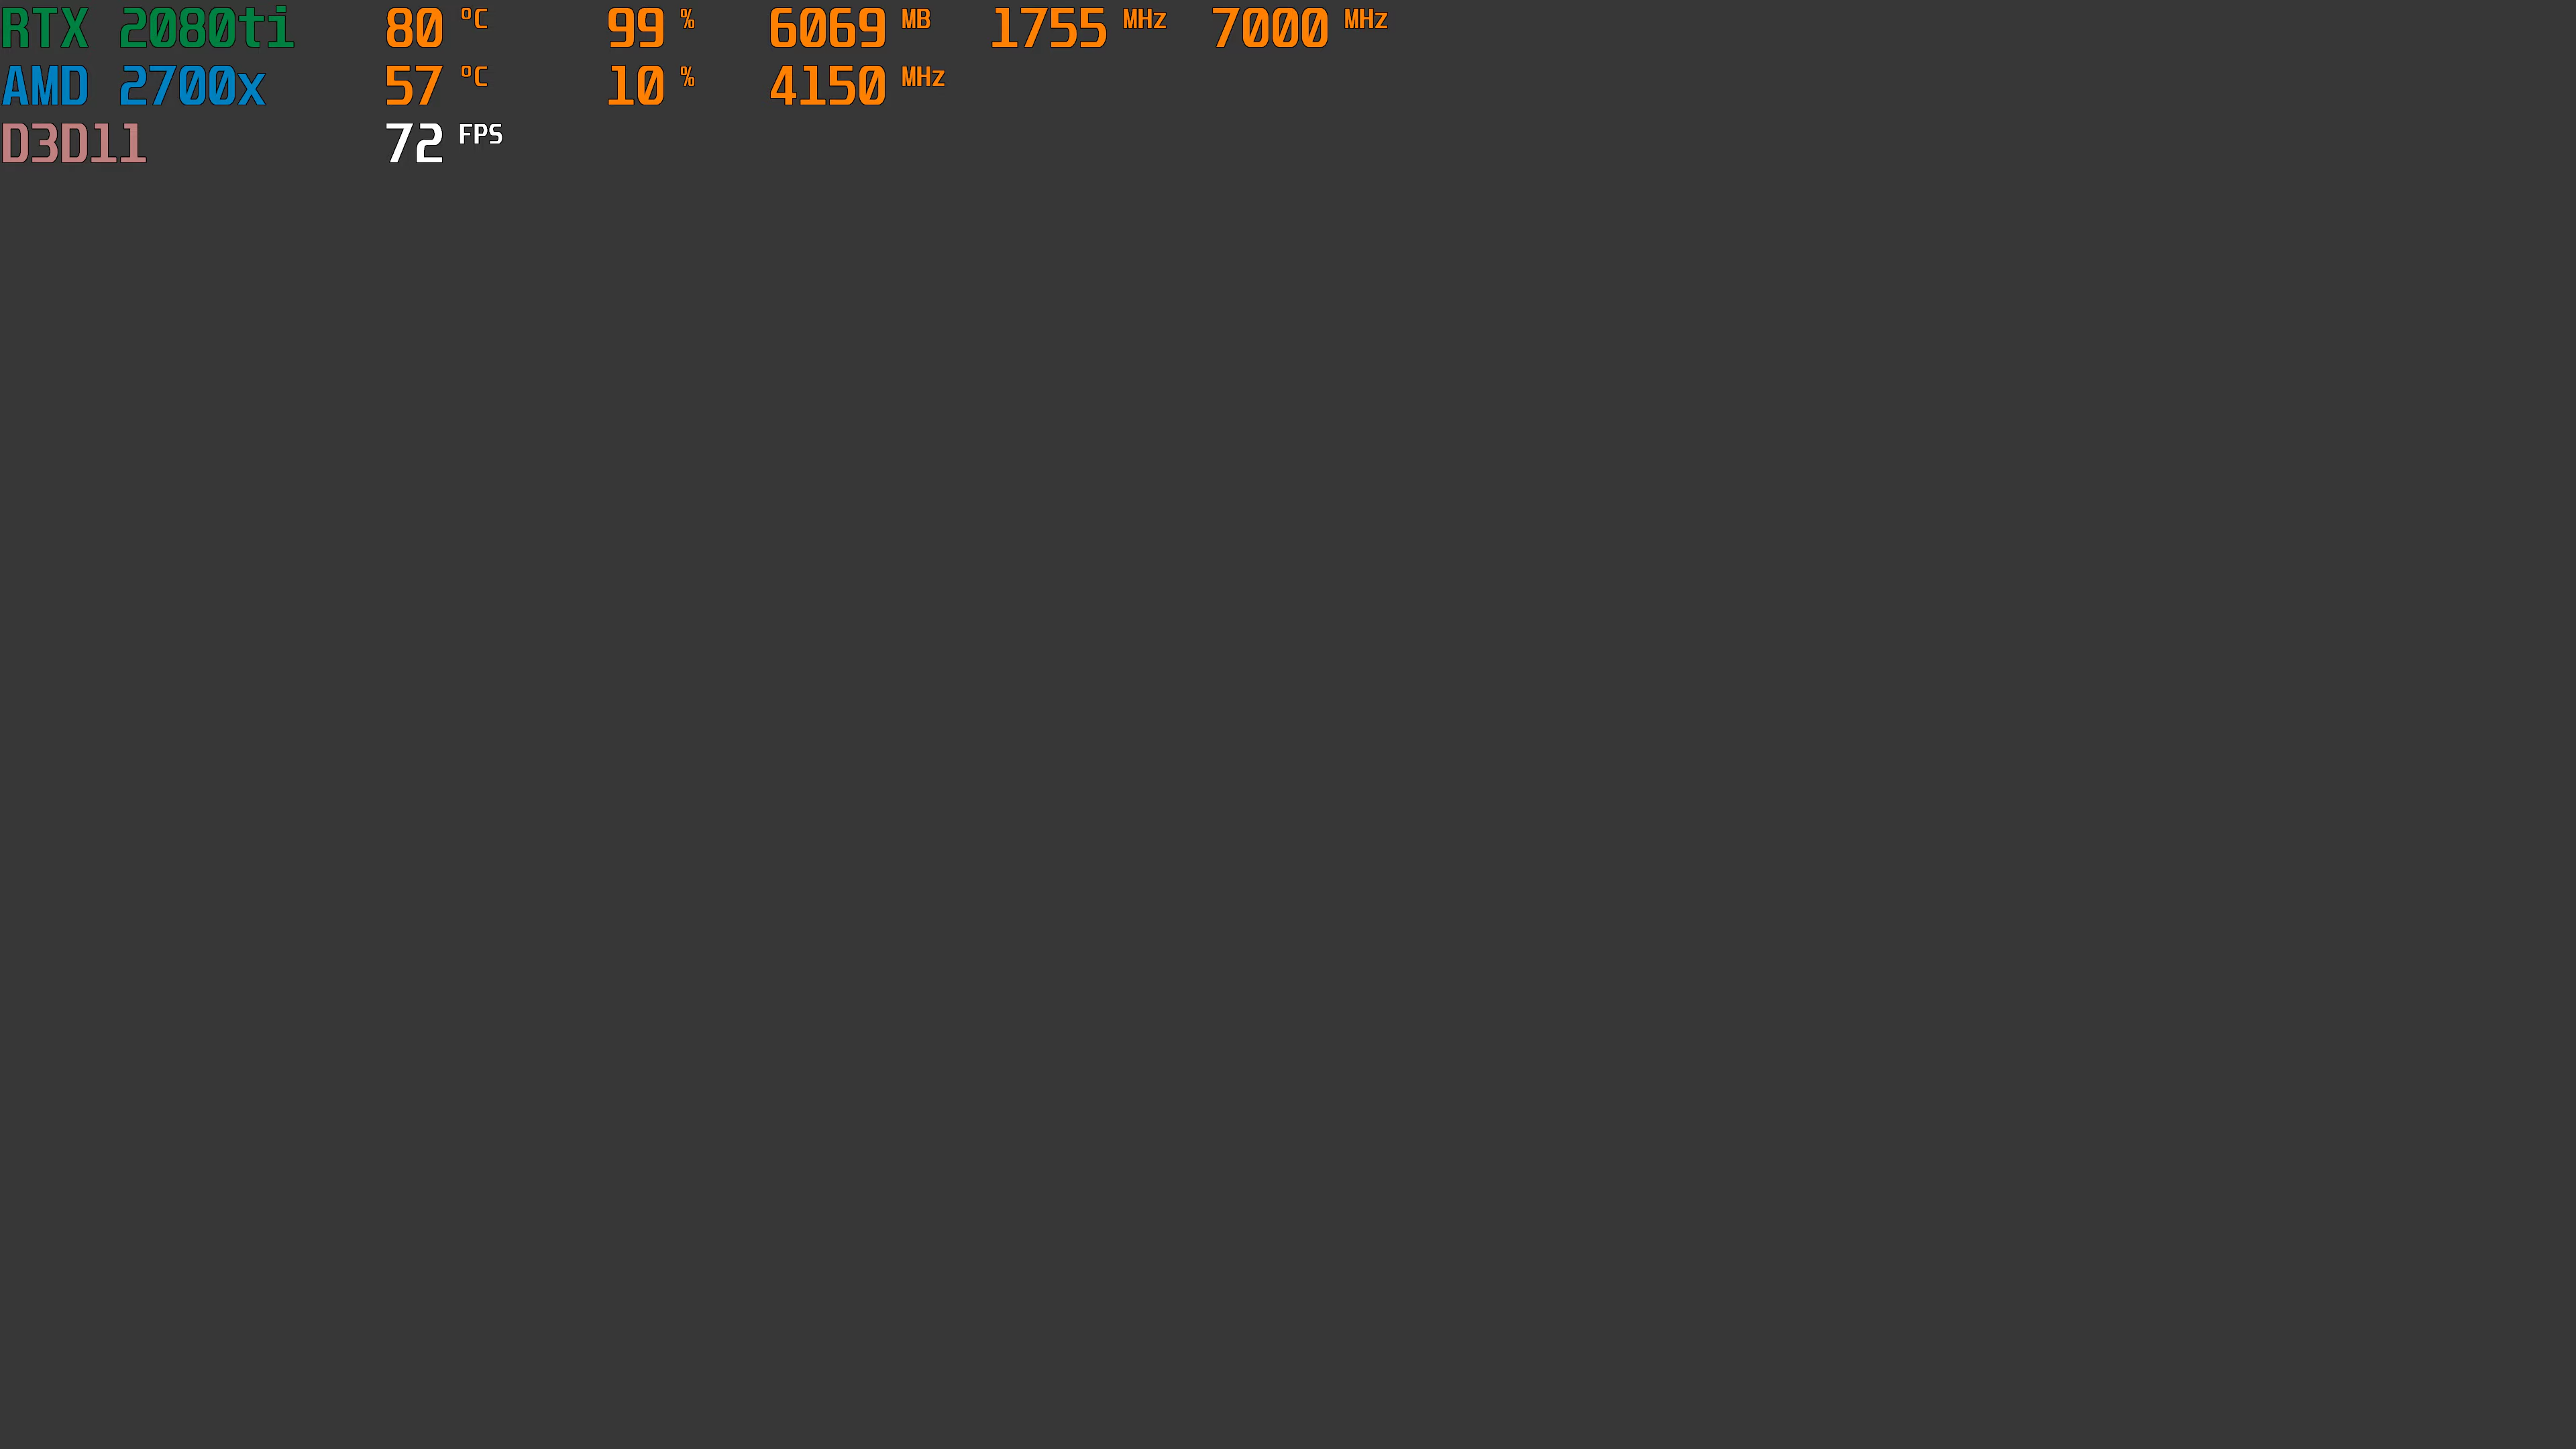 RTX 2080ti 80 °C 99 % 6069 MB 1755 MHz 7000 MHz
AMD 2700x 57 °C 10 % 4150 MHz
D3D11 72 FPS